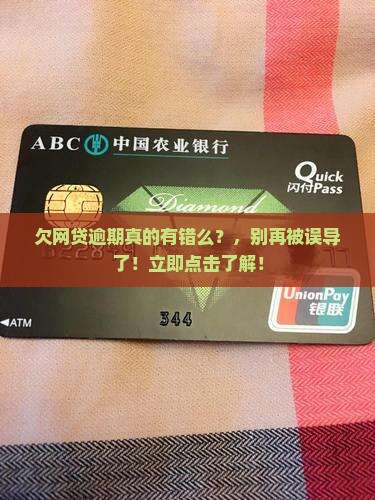 ABC 中国农业银行
Quick
闪付Pass
Diamond
欠网贷逾期真的有错么？，别再被误导
了！立即点击了解！
◀ATM
344
UnionPay
银联